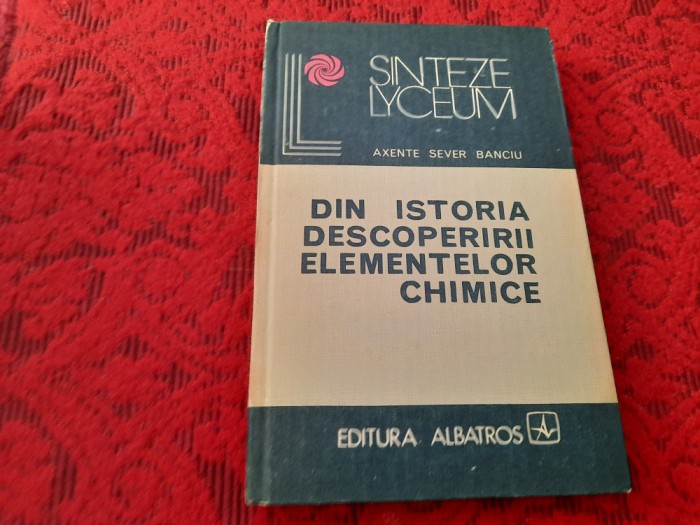 SINTEZE
LYCEUM
AXENTE SEVER BANCIU
DIN ISTORIA
DESCOPERIRII
ELEMENTELOR
CHIMICE
EDITURA ALBATROS